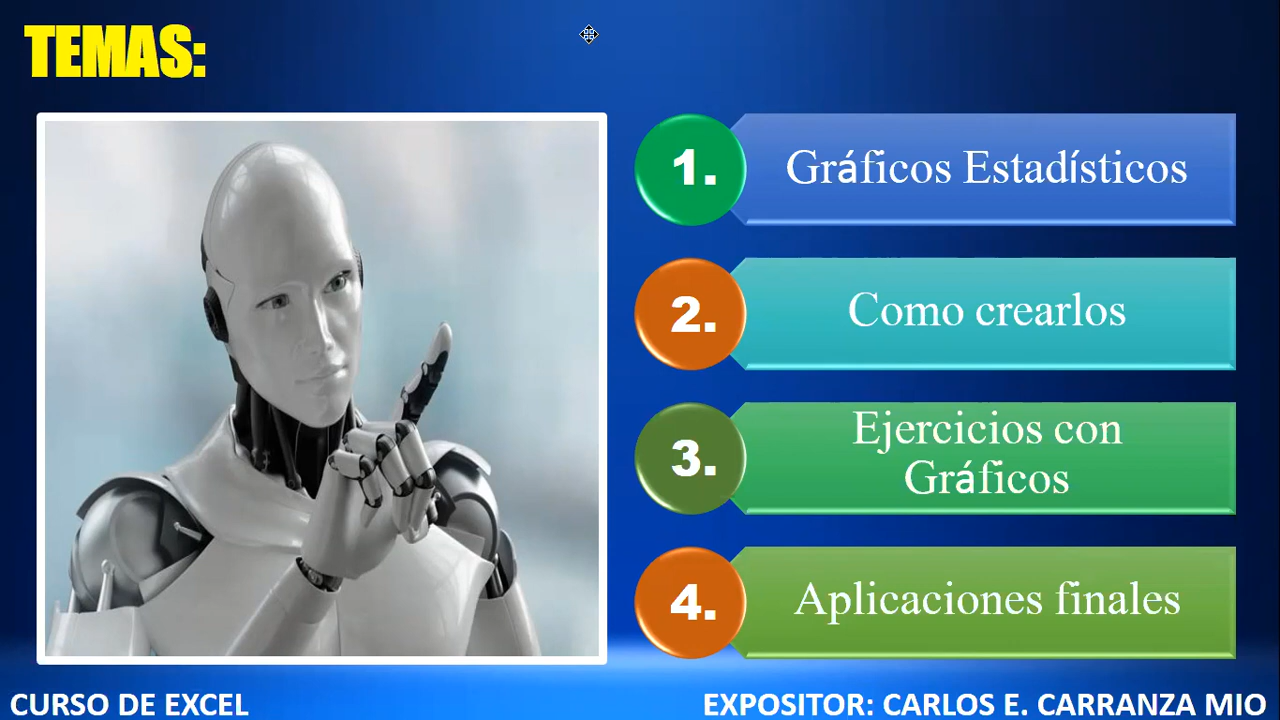 TEMAS:
1.
Gráficos Estadísticos
2.
Como crearlos
3.
Ejercicios con
Gráficos
4.
Aplicaciones finales
CURSO DE EXCEL
EXPOSITOR: CARLOS E. CARRANZA MIO